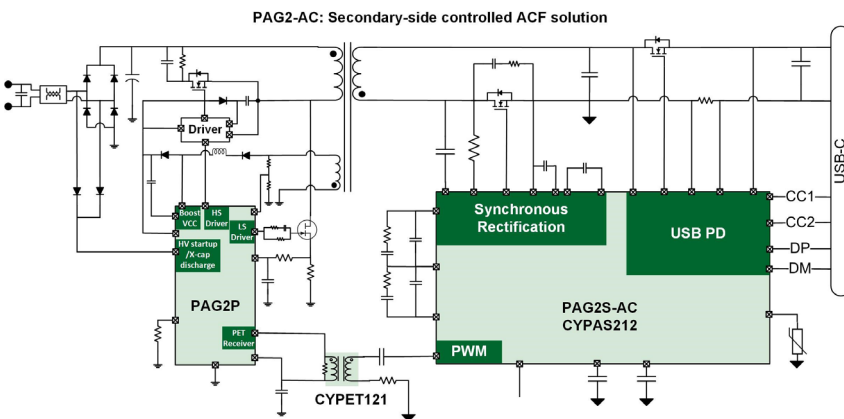 PAG2-AC: Secondary-side controlled ACF solution
Driver
Boost
VCC
HS
Driver
LS
Driver
HV startup
/X-cap
discharge
PAG2P
PET
Receiver
CYPET121
Synchronous
Rectification
USB PD
PAG2S-AC
CYPAS212
PWM
CC1
CC2
DP
DM
USB-C